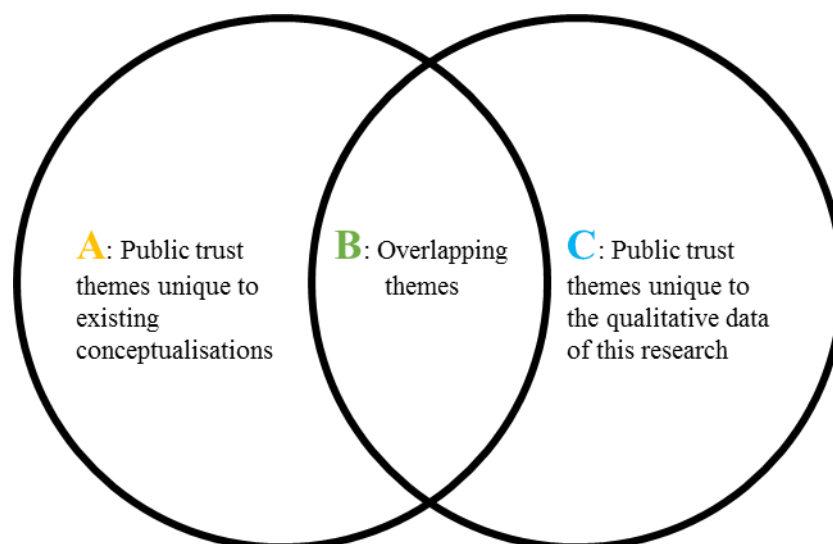 A: Public trust
themes unique to
existing
conceptualisations
B: Overlapping
themes
C: Public trust
themes unique to
the qualitative data
of this research